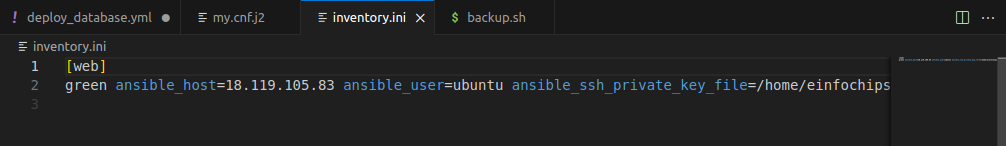 ! deploy_database.yml
my.cnf.j2
inventory.ini
$ backup.sh
inventory.ini
1 [web]
2 green ansible_host=18.119.105.83 ansible_user=ubuntu ansible_ssh_private_key_file=/home/einfochips
3